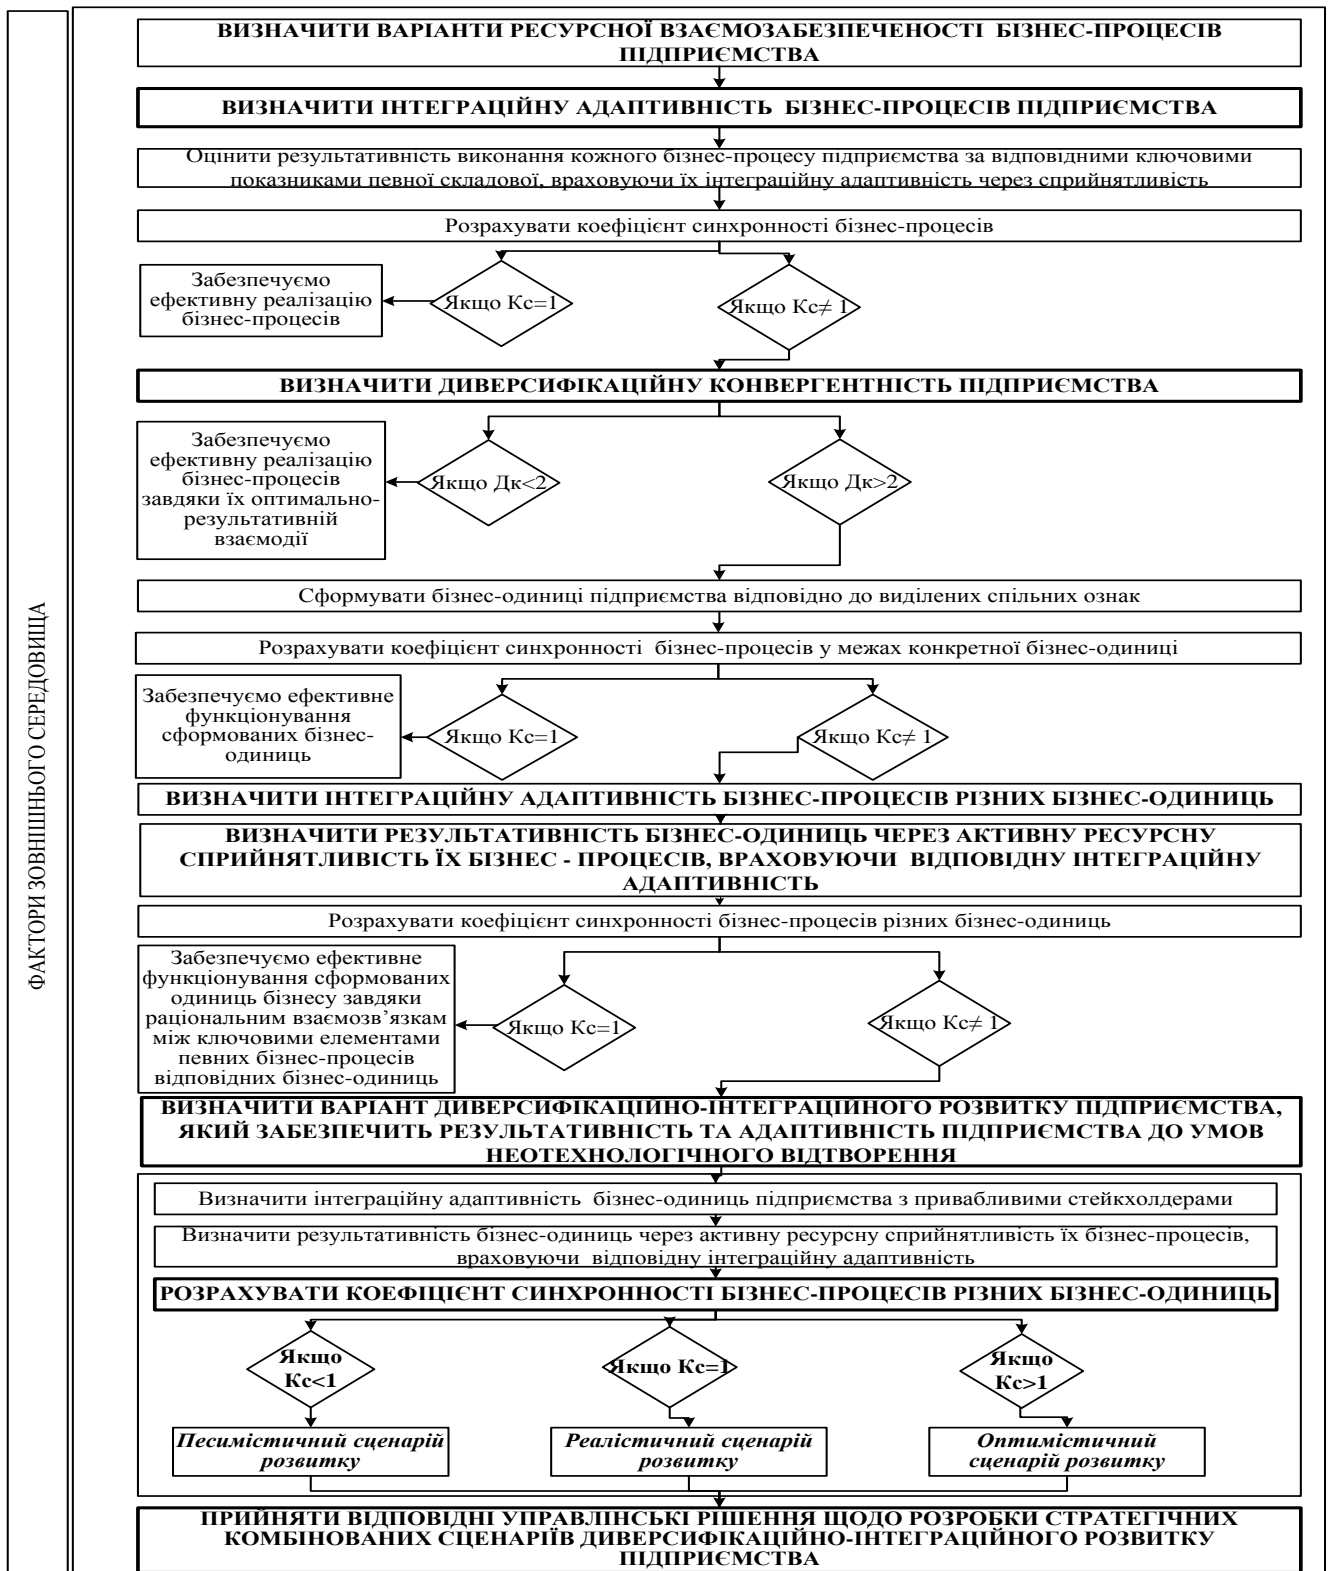 ФАКТОРИ ЗОВНІШНЬОГО СЕРЕДОВИЩА
ВИЗНАЧИТИ ВАРІАНТИ РЕСУРСНОЇ ВЗАЄМОЗАБЕЗПЕЧЕНОСТІ БІЗНЕС-ПРОЦЕСІВ
ПІДПРИЄМСТВА
ВИЗНАЧИТИ ІНТЕГРАЦІЙНУ АДАПТИВНІСТЬ БІЗНЕС-ПРОЦЕСІВ ПІДПРИЄМСТВА
Оцінити результативність виконання кожного бізнес-процесу підприємства за відповідними ключовими
показниками певної складової, враховуючи їх інтеграційну адаптивність через сприйнятливість
Розрахувати коефіцієнт синхронності бізнес-процесів
Забезпечуємо
ефективну реалізацію
бізнес-процесів
Якщо Кс=1
Якщо Кс≠ 1
ВИЗНАЧИТИ ДИВЕРСИФІКАЦІЙНУ КОНВЕРГЕНТНІСТЬ ПІДПРИЄМСТВА
Забезпечуємо
ефективну реалізацію
бізнес-процесів
завдяки їх оптимально-
результативній
взаємодії
Якщо Дк<2
Якщо Дк>2
Сформувати бізнес-одиниці підприємства відповідно до виділених спільних ознак
Розрахувати коефіцієнт синхронності бізнес-процесів у межах конкретної бізнес-одиниці
Забезпечуємо ефективне
функціонування
сформованих бізнес-
одиниць
Якщо Кс=1
Якщо Кс≠ 1
ВИЗНАЧИТИ ІНТЕГРАЦІЙНУ АДАПТИВНІСТЬ БІЗНЕС-ПРОЦЕСІВ РІЗНИХ БІЗНЕС-ОДИНИЦЬ
ВИЗНАЧИТИ РЕЗУЛЬТАТИВНІСТЬ БІЗНЕС-ОДИНИЦЬ ЧЕРЕЗ АКТИВНУ РЕСУРСНУ
СПРИЙНЯТЛИВІСТЬ ЇХ БІЗНЕС - ПРОЦЕСІВ, ВРАХОВУЮЧИ ВІДПОВІДНУ ІНТЕГРАЦІЙНУ
АДАПТИВНІСТЬ
Розрахувати коефіцієнт синхронності бізнес-процесів різних бізнес-одиниць
Забезпечуємо ефективне
функціонування сформованих
одиниць бізнесу завдяки
раціональним взаємозв’язкам
між ключовими елементами
певних бізнес-процесів
відповідних бізнес-одиниць
Якщо Кс=1
Якщо Кс≠ 1
ВИЗНАЧИТИ ВАРІАНТ ДИВЕРСИФІКАЦІЙНО-ІНТЕГРАЦІЙНОГО РОЗВИТКУ ПІДПРИЄМСТВА,
ЯКИЙ ЗАБЕЗПЕЧИТЬ РЕЗУЛЬТАТИВНІСТЬ ТА АДАПТИВНІСТЬ ПІДПРИЄМСТВА ДО УМОВ
НЕОТЕХНОЛОГІЧНОГО ВІДТВОРЕННЯ
Визначити інтеграційну адаптивність бізнес-одиниць підприємства з привабливими стейкхолдерами
Визначити результативність бізнес-одиниць через активну ресурсну сприйнятливість їх бізнес-процесів,
враховуючи відповідну інтеграційну адаптивність
РОЗРАХУВАТИ КОЕФІЦІЄНТ СИНХРОННОСТІ БІЗНЕС-ПРОЦЕСІВ РІЗНИХ БІЗНЕС-ОДИНИЦЬ
Якщо
Кс<1
Якщо Кс=1
Якщо
Кс>1
Песимістичний сценарій
розвитку
Реалістичний сценарій
розвитку
Оптимістичний
сценарій розвитку
ПРИЙНЯТИ ВІДПОВІДНІ УПРАВЛІНСЬКІ РІШЕННЯ ЩОДО РОЗРОБКИ СТРАТЕГІЧНИХ
КОМБІНОВАНИХ СЦЕНАРІЇВ ДИВЕРСИФІКАЦІЙНО-ІНТЕГРАЦІЙНОГО РОЗВИТКУ
ПІДПРИЄМСТВА